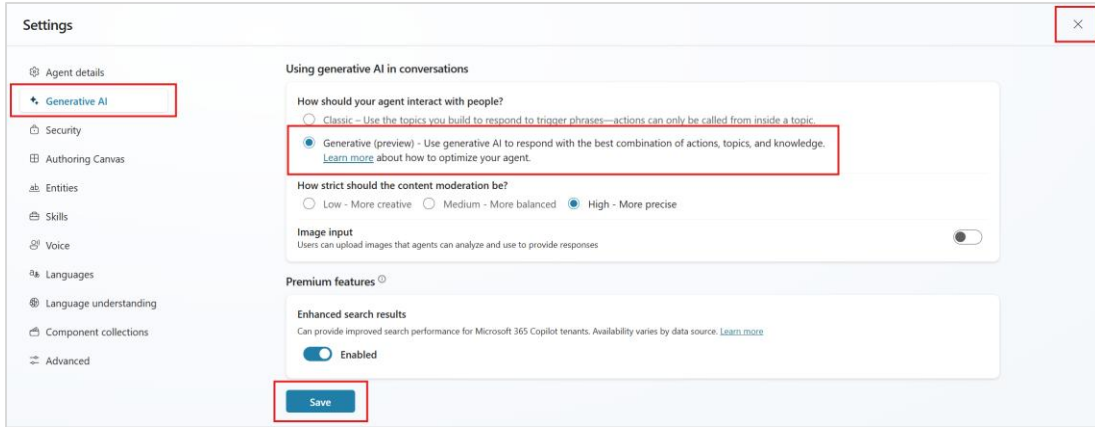 Settings
Agent details
Generative AI
Security
Authoring Canvas
Entities
Skills
Voice
Languages
Language understanding
Component collections
Advanced
Using generative AI in conversations
How should your agent interact with people?
Classic – Use the topics you build to respond to trigger phrases—actions can only be called from inside a topic.
Generative (preview) - Use generative AI to respond with the best combination of actions, topics, and knowledge.
Learn more about how to optimize your agent.
How strict should the content moderation be?
Low - More creative Medium - More balanced High - More precise
Image input
Users can upload images that agents can analyze and use to provide responses
Premium features
Enhanced search results
Can provide improved search performance for Microsoft 365 Copilot tenants. Availability varies by data source. Learn more
Enabled
Save